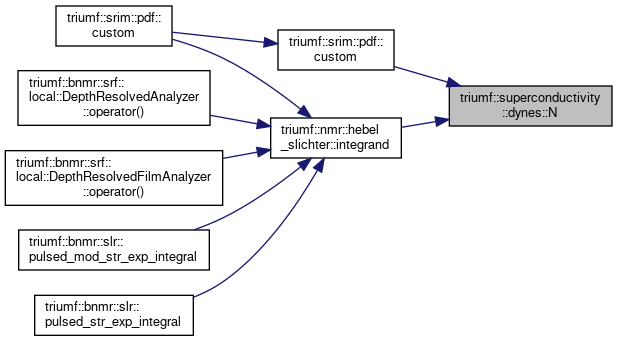 triumf::srim::pdf::
custom
triumf::bnmr::srf::
local::DepthResolvedAnalyzer
::operator()
triumf::bnmr::srf::
local::DepthResolvedFilmAnalyzer
::operator()
triumf::bnmr::slr::
pulsed_mod_str_exp_integral
triumf::bnmr::slr::
pulsed_str_exp_integral
triumf::srim::pdf::
custom
triumf::nmr::hebel
_slichter::integrand
triumf::superconductivity
::dynes::N